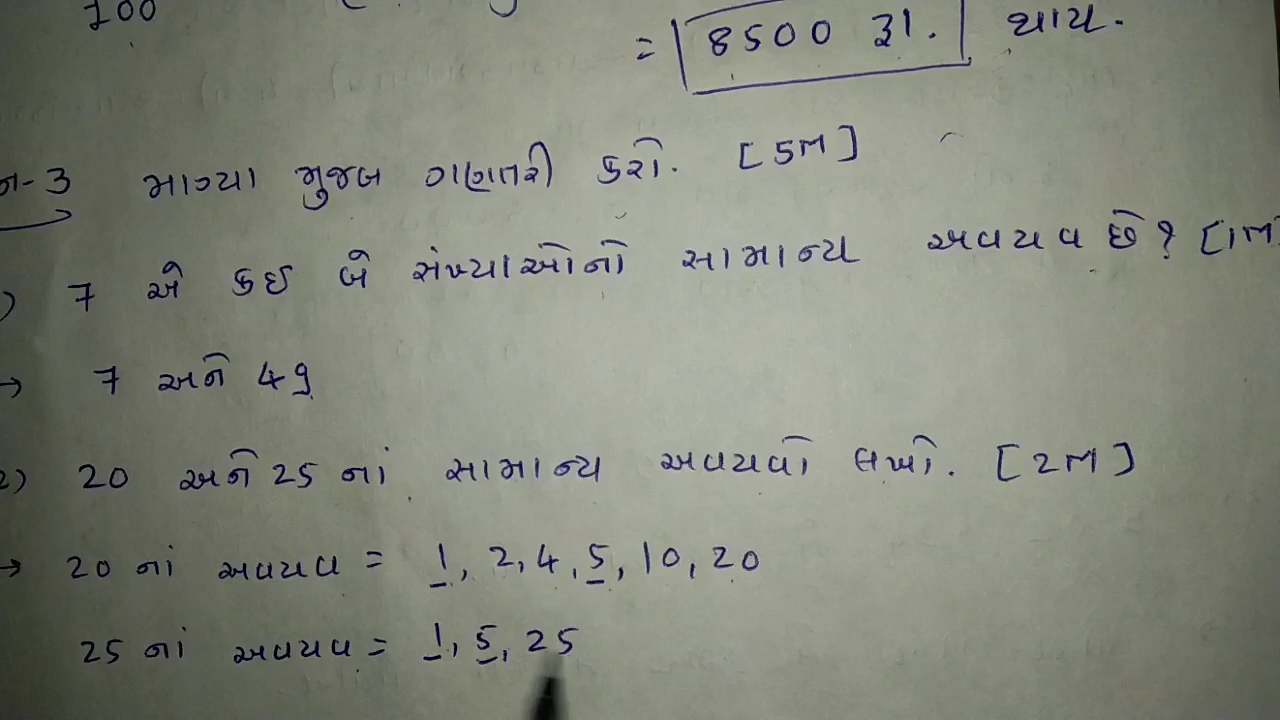 100
= 8500 રૂા. થાય.
ન-3 માગ્યા મુજબ ગણતરી કરો. [5M]
) 7 એ કઈ બે સંખ્યાઓનો સામાન્ય અવયવ છે? [1M
→ 7 અને 49
2) 20 અને 25 નાં સામાન્ય અવયવો લખો. [2M]
→ 20 નાં અવયવ = 1, 2, 4, 5, 10, 20
25 નાં અવયવ = 1, 5, 25